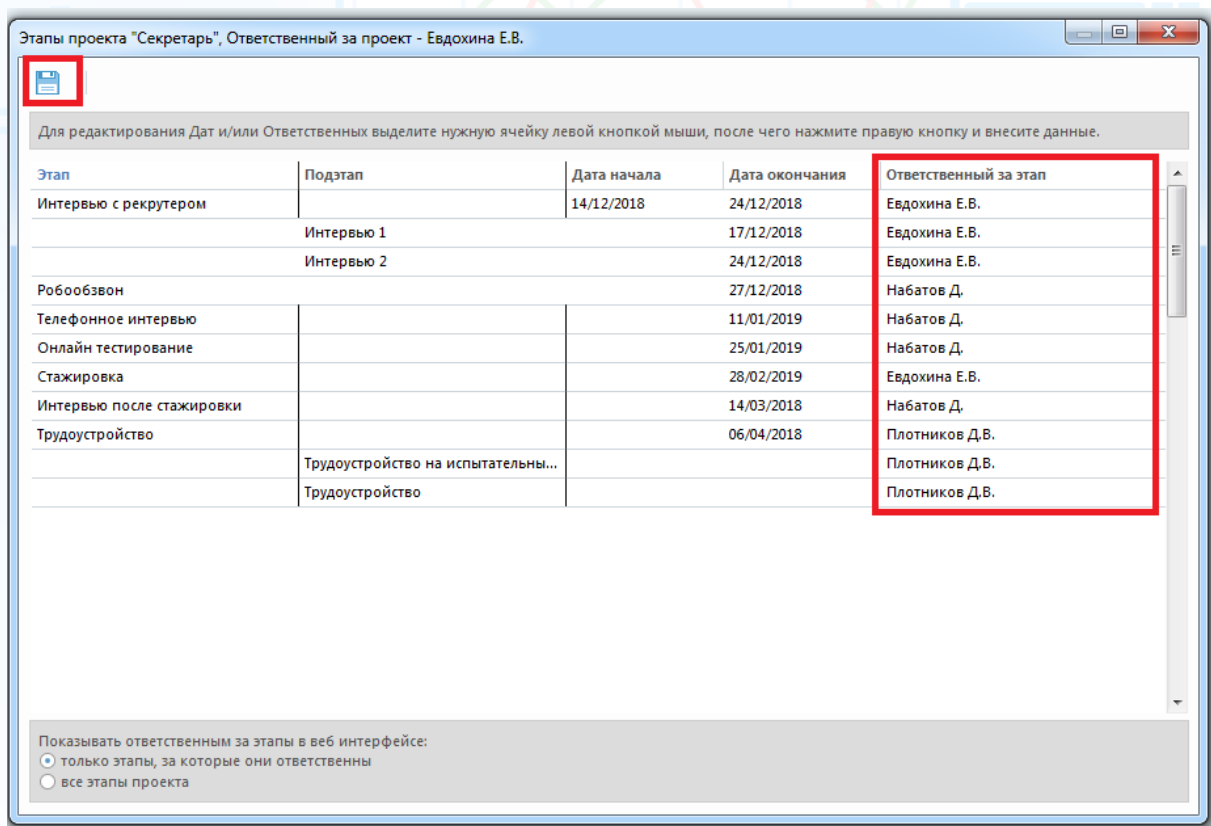 Этапы проекта "Секретарь", Ответственный за проект - Евдохина Е.В.
Для редактирования Дат и/или Ответственных выделите нужную ячейку левой кнопкой мыши, после чего нажмите правую кнопку и внесите данные.
Этап Подэтап Дата начала Дата окончания Ответственный за этап
Интервью с рекрутером 14/12/2018 24/12/2018 Евдохина Е.В.
Интервью 1 17/12/2018 Евдохина Е.В.
Интервью 2 24/12/2018 Евдохина Е.В.
Робообзвон 27/12/2018 Набатов Д.
Телефонное интервью 11/01/2019 Набатов Д.
Онлайн тестирование 25/01/2019 Набатов Д.
Стажировка 28/02/2019 Евдохина Е.В.
Интервью после стажировки 14/03/2018 Набатов Д.
Трудоустройство 06/04/2018 Плотников Д.В.
Трудоустройство на испытательны... Плотников Д.В.
Трудоустройство Плотников Д.В.
Показывать ответственным за этапы в веб интерфейсе:
только этапы, за которые они ответственны
все этапы проекта